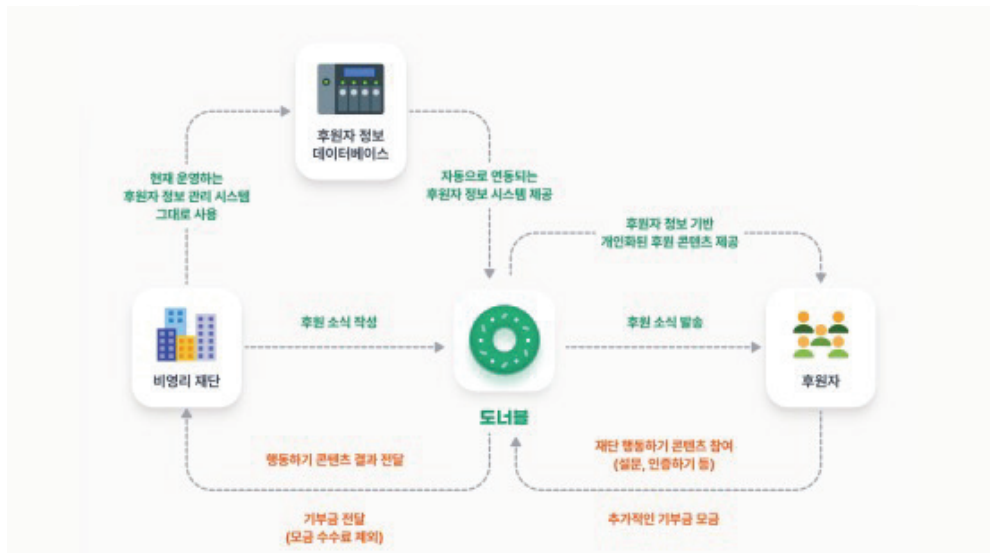 후원자 정보
데이터베이스
현재 운영하는
후원자 정보 관리 시스템
그대로 사용
자동으로 연동되는
후원자 정보 시스템 제공
후원자 정보 기반
개인화된 후원 콘텐츠 제공
후원 소식 작성
후원 소식 발송
비영리 재단
후원자
도너블
행동하기 콘텐츠 결과 전달
재단 행동하기 콘텐츠 참여
(설문, 인증하기 등)
기부금 전달
(모금 수수료 제외)
추가적인 기부금 모금